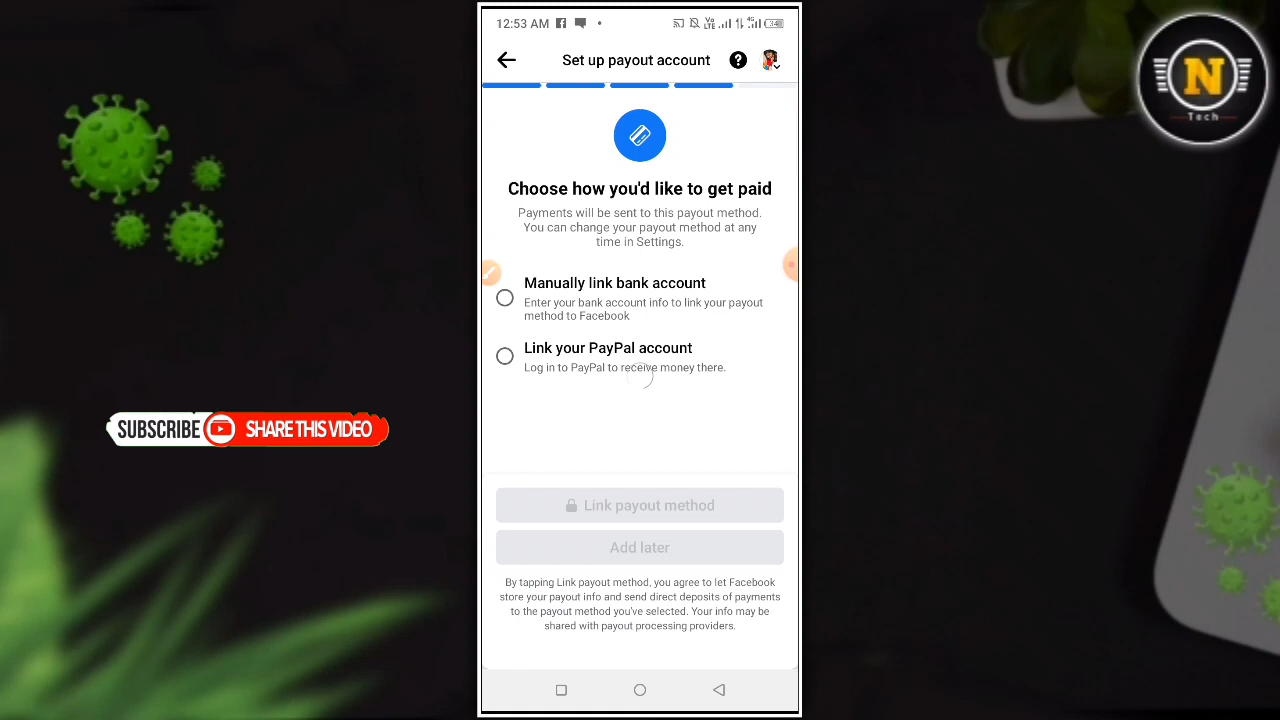 12:53 AM
Vo
LTE
4G
34
Set up payout account
?
N
Tech
Choose how you'd like to get paid
Payments will be sent to this payout method.
You can change your payout method at any
time in Settings.
Manually link bank account
Enter your bank account info to link your payout
method to Facebook
Link your PayPal account
Log in to PayPal to receive money there.
SUBSCRIBE SHARE THIS VIDEO
Link payout method
Add later
By tapping Link payout method, you agree to let Facebook
store your payout info and send direct deposits of payments
to the payout method you've selected. Your info may be
shared with payout processing providers.